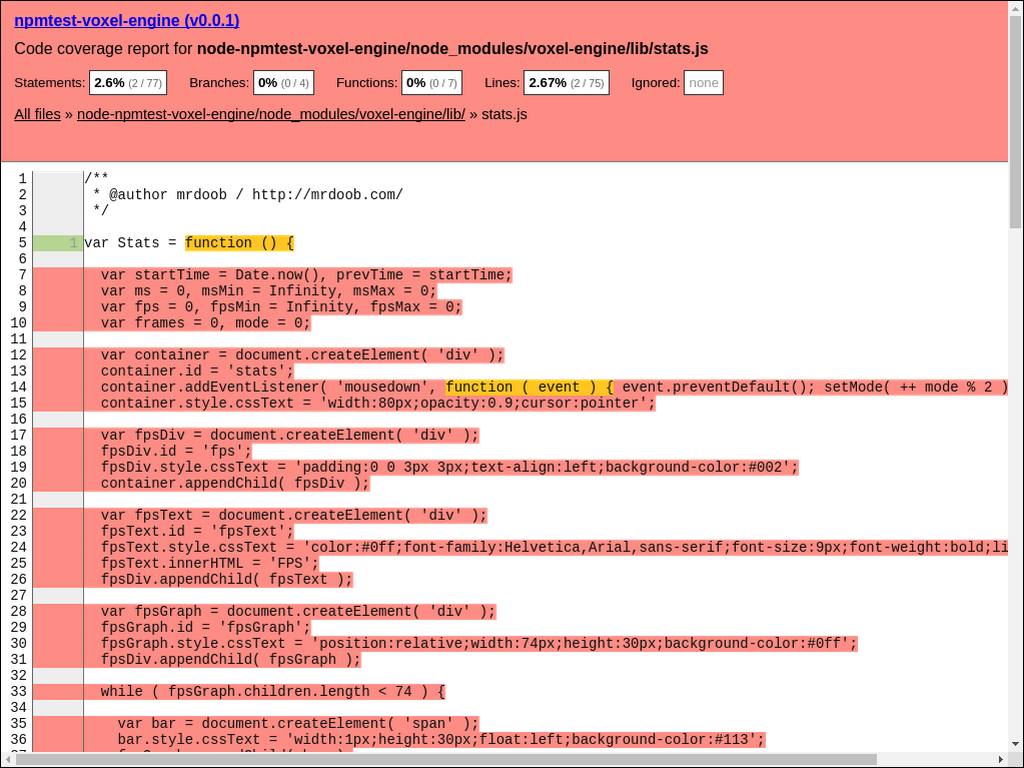 npmtest-voxel-engine (v0.0.1)
Code coverage report for node-npmtest-voxel-engine/node_modules/voxel-engine/lib/stats.js
Statements: 2.6% (2 / 77) Branches: 0% (0 / 4) Functions: 0% (0 / 7) Lines: 2.67% (2 / 75) Ignored: none
All files » node-npmtest-voxel-engine/node_modules/voxel-engine/lib/ » stats.js
1 /**
2  * @author mrdoob / http://mrdoob.com/
3  */
4
5 1 var Stats = function () {
6
7   var startTime = Date.now(), prevTime = startTime;
8   var ms = 0, msMin = Infinity, msMax = 0;
9   var fps = 0, fpsMin = Infinity, fpsMax = 0;
10   var frames = 0, mode = 0;
11
12   var container = document.createElement( 'div' );
13   container.id = 'stats';
14   container.addEventListener( 'mousedown', function ( event ) { event.preventDefault(); setMode( ++ mode % 2 )
15   container.style.cssText = 'width:80px;opacity:0.9;cursor:pointer';
16
17   var fpsDiv = document.createElement( 'div' );
18   fpsDiv.id = 'fps';
19   fpsDiv.style.cssText = 'padding:0 0 3px 3px;text-align:left;background-color:#002';
20   container.appendChild( fpsDiv );
21
22   var fpsText = document.createElement( 'div' );
23   fpsText.id = 'fpsText';
24   fpsText.style.cssText = 'color:#0ff;font-family:Helvetica,Arial,sans-serif;font-size:9px;font-weight:bold;li
25   fpsText.innerHTML = 'FPS';
26   fpsDiv.appendChild( fpsText );
27
28   var fpsGraph = document.createElement( 'div' );
29   fpsGraph.id = 'fpsGraph';
30   fpsGraph.style.cssText = 'position:relative;width:74px;height:30px;background-color:#0ff';
31   fpsDiv.appendChild( fpsGraph );
32
33   while ( fpsGraph.children.length < 74 ) {
34
35     var bar = document.createElement( 'span' );
36     bar.style.cssText = 'width:1px;height:30px;float:left;background-color:#113';